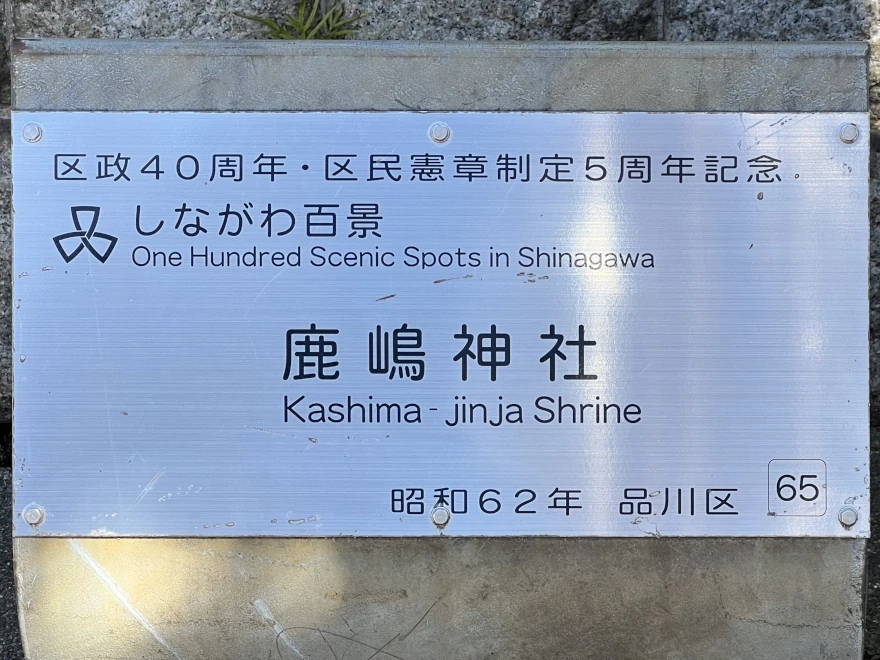 区政４０周年・区民憲章制定５周年記念
しながわ百景
One Hundred Scenic Spots in Shinagawa
鹿嶋神社
Kashima-jinja Shrine
昭和６２年　品川区 65